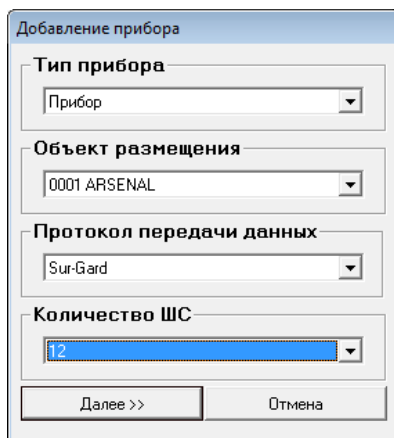 Добавление прибора
Тип прибора
Прибор
Объект размещения
0001 ARSENAL
Протокол передачи данных
Sur-Gard
Количество ШС
12
Далее >>
Отмена